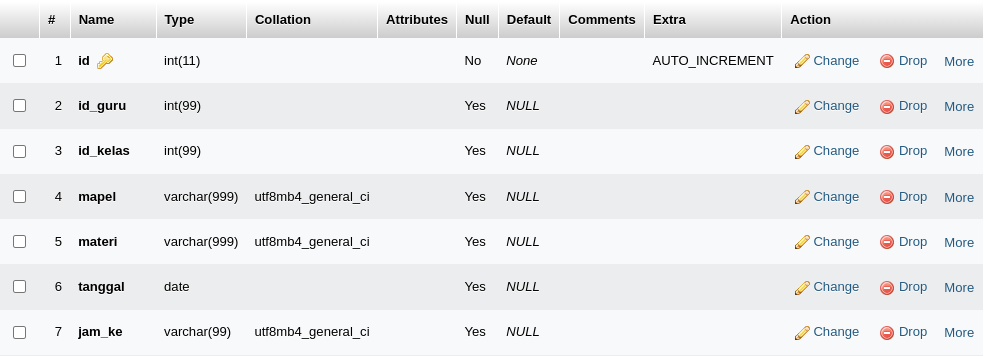 # Name Type Collation Attributes Null Default Comments Extra Action
1 id int(11) No None AUTO_INCREMENT Change Drop More
2 id_guru int(99) Yes NULL Change Drop More
3 id_kelas int(99) Yes NULL Change Drop More
4 mapel varchar(999) utf8mb4_general_ci Yes NULL Change Drop More
5 materi varchar(999) utf8mb4_general_ci Yes NULL Change Drop More
6 tanggal date Yes NULL Change Drop More
7 jam_ke varchar(99) utf8mb4_general_ci Yes NULL Change Drop More